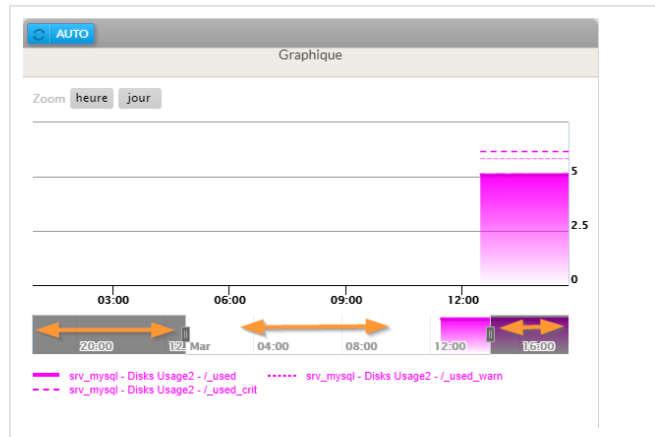 AUTO
Graphique
Zoom heure jour
5
2.5
0
03:00 06:00 09:00 12:00
20:00 12. Mar 04:00 08:00 12:00 16:00
srv_mysql - Disks Usage2 - /_used srv_mysql - Disks Usage2 - /_used_warn
srv_mysql - Disks Usage2 - /_used_crit